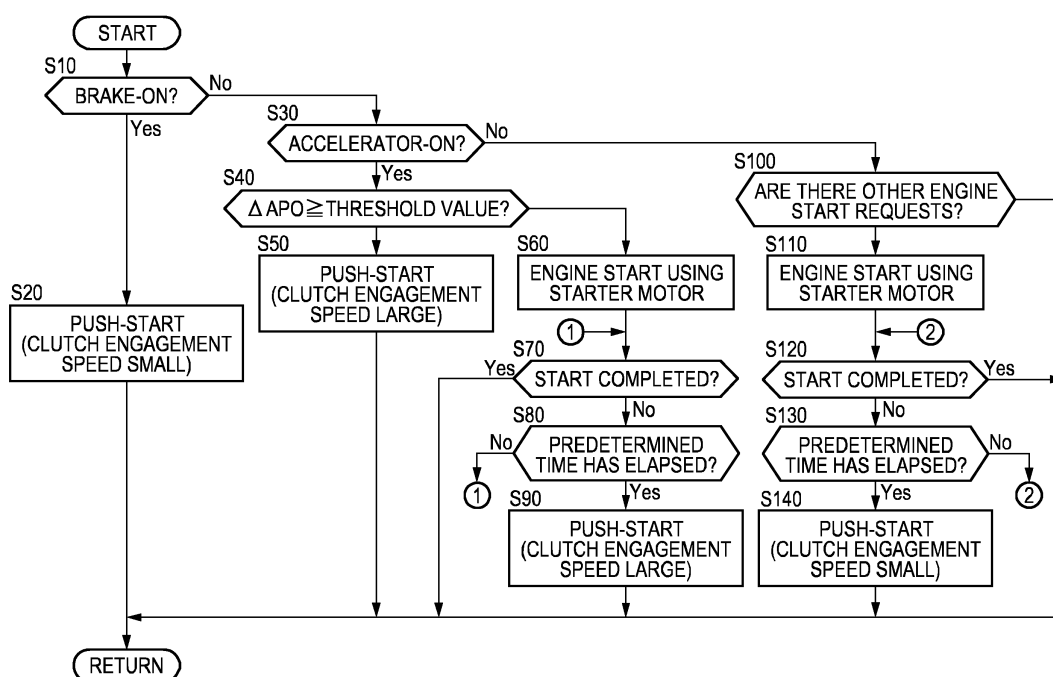 START
S10
BRAKE-ON?
No
Yes
S30
ACCELERATOR-ON?
No
Yes
S40
Δ APO≧THRESHOLD VALUE?
S100
ARE THERE OTHER ENGINE
START REQUESTS?
S20
PUSH-START
(CLUTCH ENGAGEMENT
SPEED SMALL)
S50
PUSH-START
(CLUTCH ENGAGEMENT
SPEED LARGE)
S60
ENGINE START USING
STARTER MOTOR
1
S70
START COMPLETED?
Yes
No
S80
PREDETERMINED
TIME HAS ELAPSED?
No
1
Yes
S90
PUSH-START
(CLUTCH ENGAGEMENT
SPEED LARGE)
S110
ENGINE START USING
STARTER MOTOR
2
S120
START COMPLETED?
Yes
No
S130
PREDETERMINED
TIME HAS ELAPSED?
No
2
Yes
S140
PUSH-START
(CLUTCH ENGAGEMENT
SPEED SMALL)
RETURN